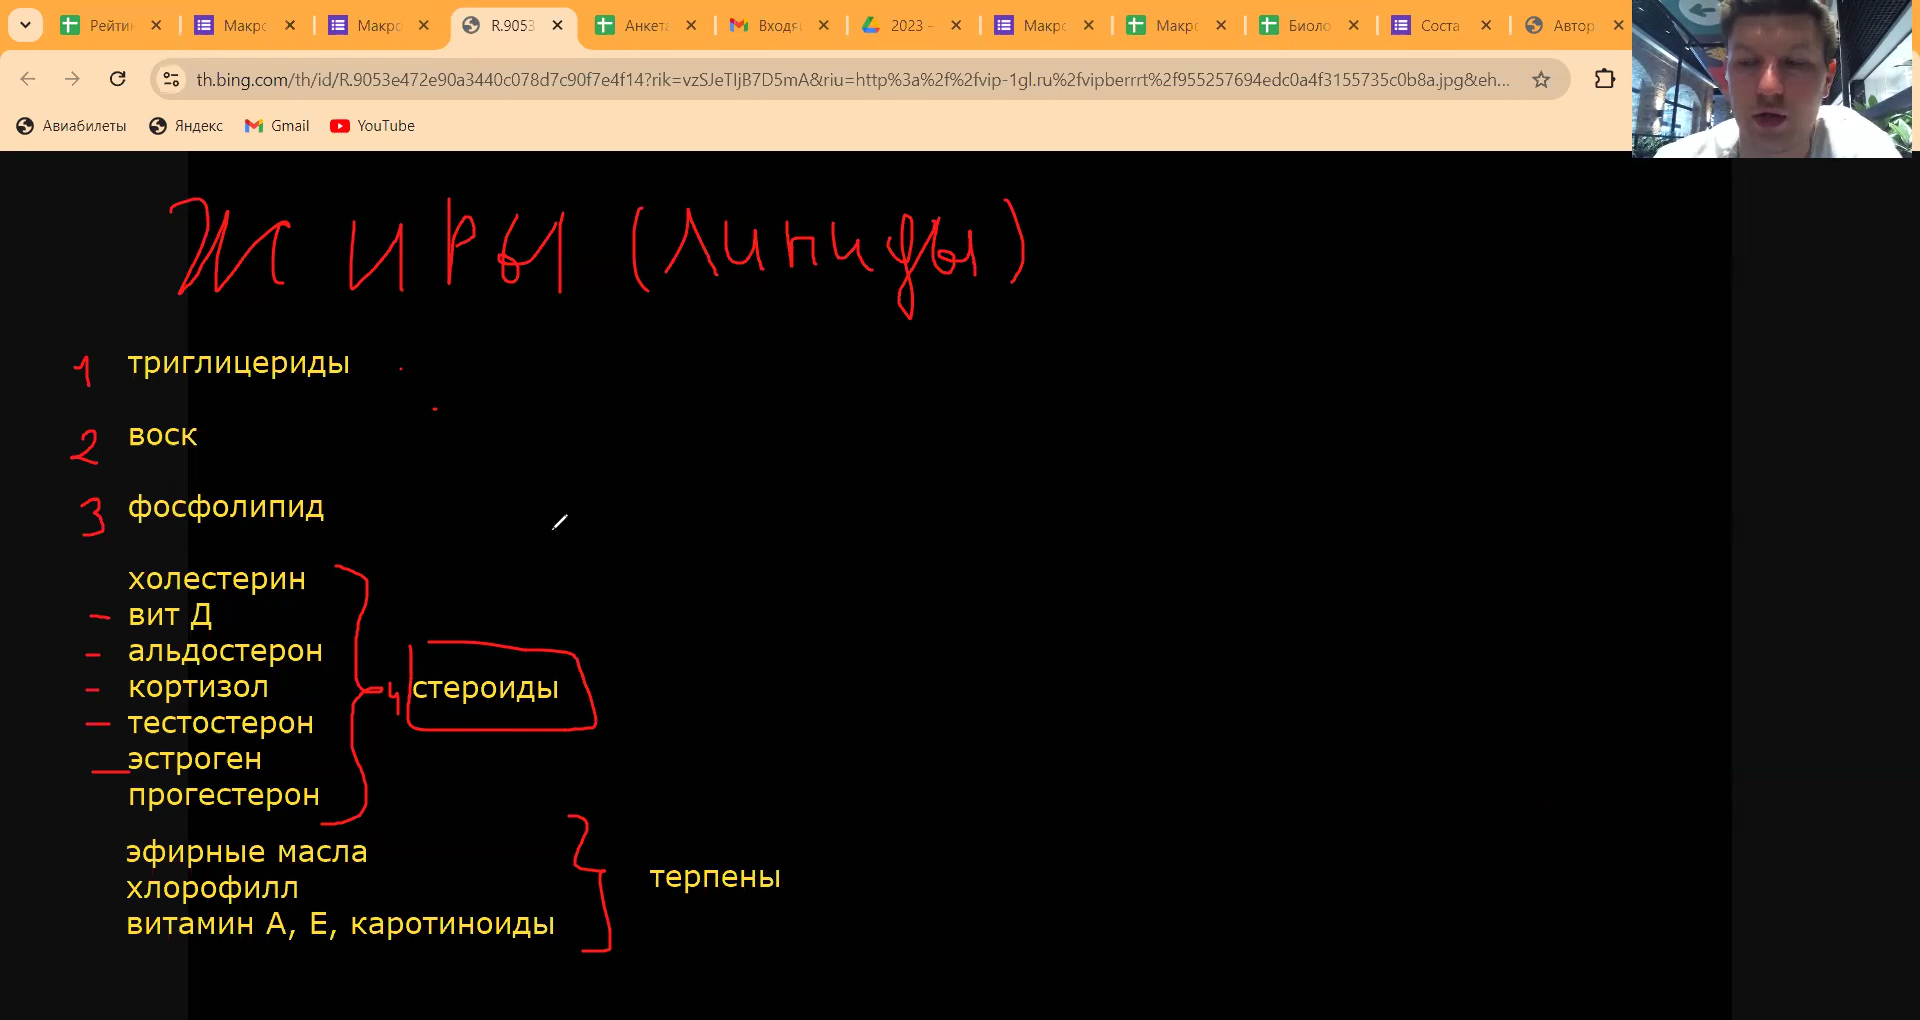 Рейтин
Макро
Макро
R.9053
Анкета
Входящ
2023 -
Макро
Макро
Биоло
Соста
Автор
th.bing.com/th/id/R.9053e472e90a3440c078d7c90f7e4f14?rik=vzSJeTIjB7D5mA&riu=http%3a%2f%2fvip-1gl.ru%2fvipberrrt%2f955257694edc0a4f3155735c0b8a.jpg&eh...
Авиабилеты Яндекс Gmail YouTube
ЖИРЫ (липиды)
1 триглицериды
2 воск
3 фосфолипид
холестерин
– вит Д
– альдостерон
– кортизол
4 стероиды
– тестостерон
– эстроген
прогестерон
эфирные масла
хлорофилл
терпены
витамин А, Е, каротиноиды